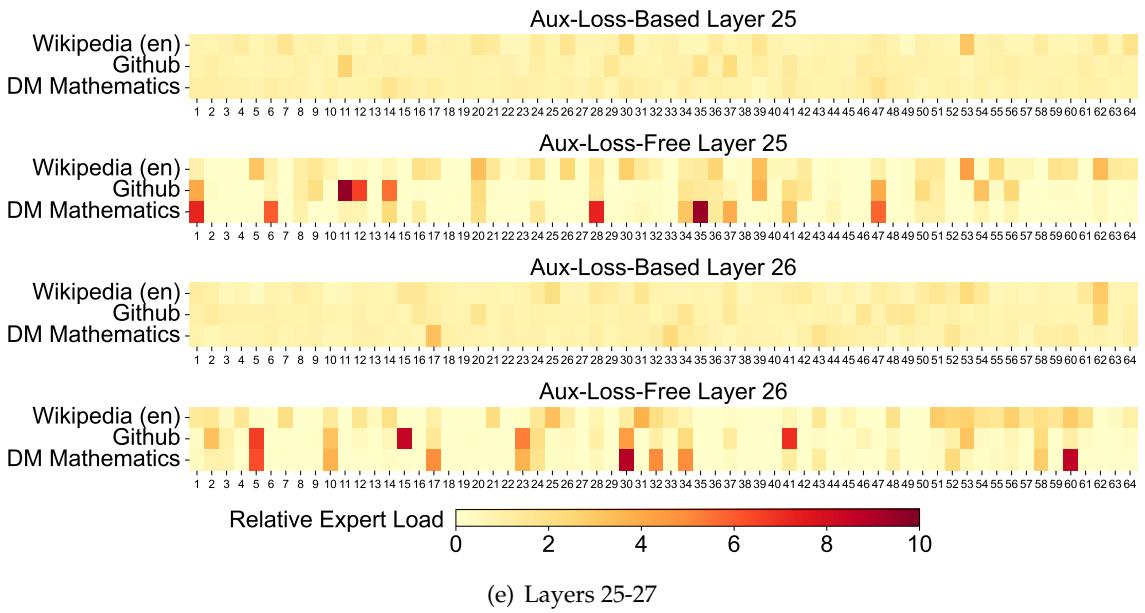 Aux-Loss-Based Layer 25
Wikipedia (en)
Github
DM Mathematics
1 2 3 4 5 6 7 8 9 10 11 12 13 14 15 16 17 18 19 20 21 22 23 24 25 26 27 28 29 30 31 32 33 34 35 36 37 38 39 40 41 42 43 44 45 46 47 48 49 50 51 52 53 54 55 56 57 58 59 60 61 62 63 64
Aux-Loss-Free Layer 25
Wikipedia (en)
Github
DM Mathematics
1 2 3 4 5 6 7 8 9 10 11 12 13 14 15 16 17 18 19 20 21 22 23 24 25 26 27 28 29 30 31 32 33 34 35 36 37 38 39 40 41 42 43 44 45 46 47 48 49 50 51 52 53 54 55 56 57 58 59 60 61 62 63 64
Aux-Loss-Based Layer 26
Wikipedia (en)
Github
DM Mathematics
1 2 3 4 5 6 7 8 9 10 11 12 13 14 15 16 17 18 19 20 21 22 23 24 25 26 27 28 29 30 31 32 33 34 35 36 37 38 39 40 41 42 43 44 45 46 47 48 49 50 51 52 53 54 55 56 57 58 59 60 61 62 63 64
Aux-Loss-Free Layer 26
Wikipedia (en)
Github
DM Mathematics
1 2 3 4 5 6 7 8 9 10 11 12 13 14 15 16 17 18 19 20 21 22 23 24 25 26 27 28 29 30 31 32 33 34 35 36 37 38 39 40 41 42 43 44 45 46 47 48 49 50 51 52 53 54 55 56 57 58 59 60 61 62 63 64
Relative Expert Load
0 2 4 6 8 10
(e) Layers 25-27